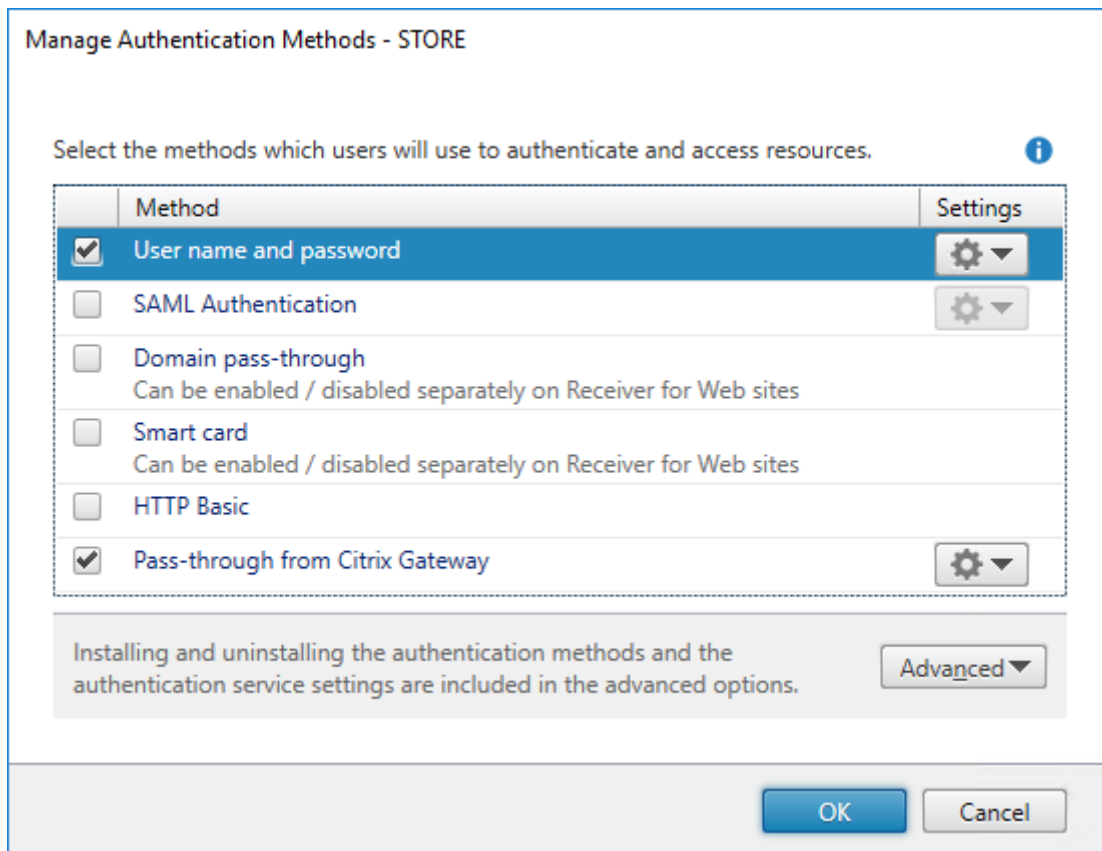 Manage Authentication Methods - STORE
Select the methods which users will use to authenticate and access resources.
Method Settings
User name and password
SAML Authentication
Domain pass-through
Can be enabled / disabled separately on Receiver for Web sites
Smart card
Can be enabled / disabled separately on Receiver for Web sites
HTTP Basic
Pass-through from Citrix Gateway
Installing and uninstalling the authentication methods and the
authentication service settings are included in the advanced options.
Advanced
OK Cancel